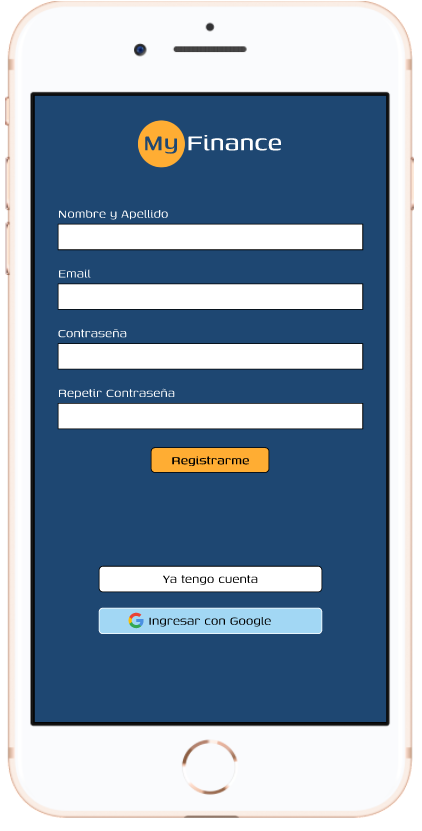 My Finance
Nombre y Apellido
Email
Contraseña
Repetir Contraseña
Registrarme
Ya tengo cuenta
G Ingresar con Google